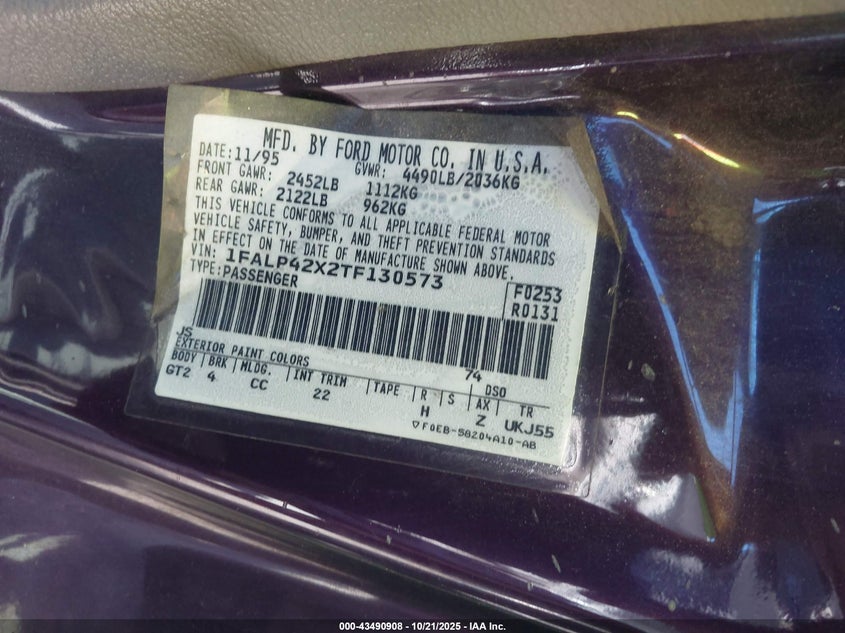 MFD. BY FORD MOTOR CO. IN U.S.A.
DATE: 11/95 GVWR: 4490LB/2036KG
FRONT GAWR: 2452LB 1112KG
REAR GAWR: 2122LB 962KG
THIS VEHICLE CONFORMS TO ALL APPLICABLE FEDERAL MOTOR
VEHICLE SAFETY, BUMPER, AND THEFT PREVENTION STANDARDS
IN EFFECT ON THE DATE OF MANUFACTURE SHOWN ABOVE.
VIN: 1FALP42X2TF130573
TYPE: PASSENGER
F0253
R0131
JS 74
EXTERIOR PAINT COLORS DSO
BODY BRK MLDG. INT TRIM TAPE R S AX TR
GT2 4 CC 22 H Z UKJ55
F0EB-58204A10-AB
000-43490908 - 10/21/2025 - IAA Inc.